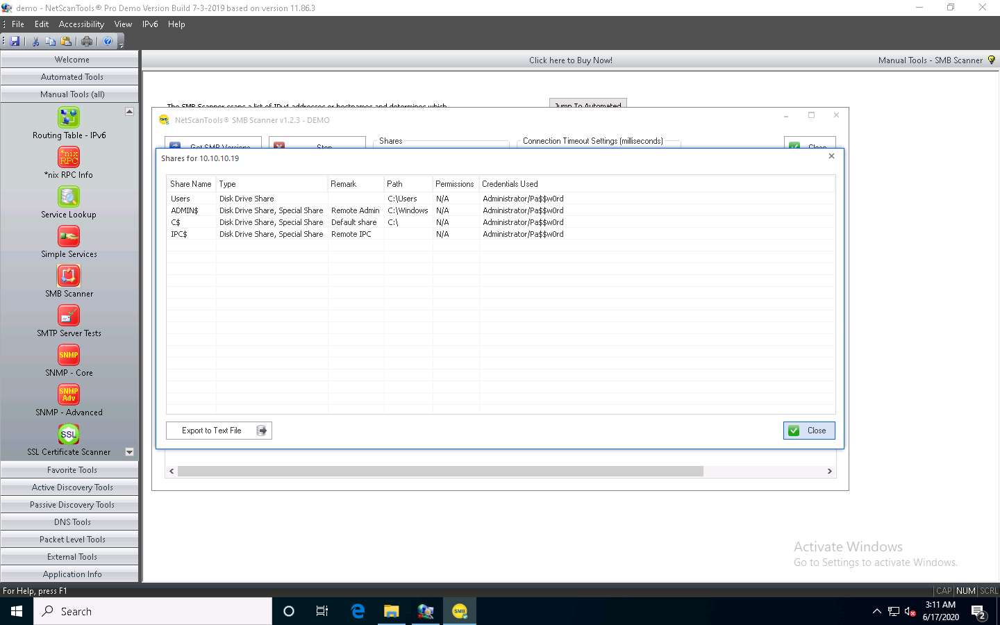 demo - NetScanTools® Pro Demo Version Build 7-3-2019 based on version 11.86.3
File Edit Accessibility View IPv6 Help
Welcome
Click here to Buy Now!
Manual Tools - SMB Scanner
Automated Tools
Manual Tools (all)
The SMB Scanner scans a list of IPv4 addresses or hostnames and determines which
Jump To Automated
Routing Table - IPv6
*nix RPC
*nix RPC Info
Service Lookup
Simple Services
SMB Scanner
SMTP Server Tests
SNMP
SNMP - Core
SNMP Adv
SNMP - Advanced
SSL
SSL Certificate Scanner
Favorite Tools
Active Discovery Tools
Passive Discovery Tools
DNS Tools
Packet Level Tools
External Tools
Application Info
SMB NetScanTools® SMB Scanner v1.2.3 - DEMO
Get SMB Versions
Stop
Shares
Connection Timeout Settings (milliseconds)
Close
Shares for 10.10.10.19
Share Name Type Remark Path Permissions Credentials Used
Users Disk Drive Share C:\Users N/A Administrator/Pa$$w0rd
ADMIN$ Disk Drive Share, Special Share Remote Admin C:\Windows N/A Administrator/Pa$$w0rd
C$ Disk Drive Share, Special Share Default share C:\ N/A Administrator/Pa$$w0rd
IPC$ Disk Drive Share, Special Share Remote IPC N/A Administrator/Pa$$w0rd
Export to Text File
Close
Activate Windows
Go to Settings to activate Windows.
For Help, press F1
CAP NUM SCRL
Search
SMB
3:11 AM
6/17/2020
2